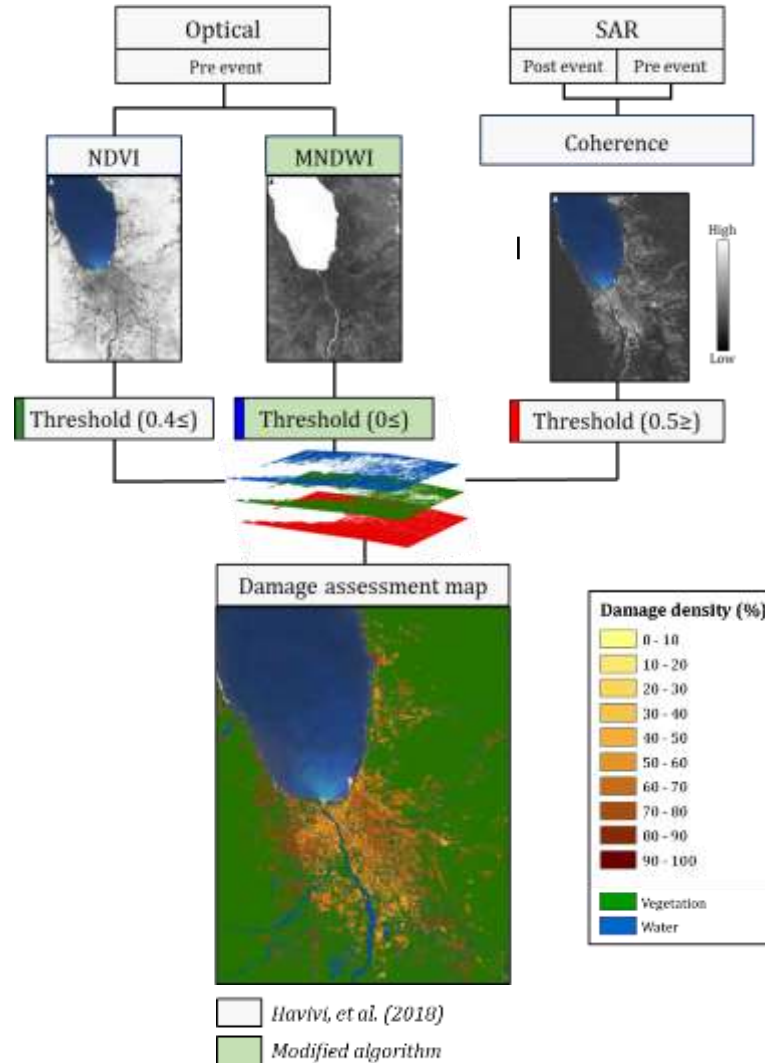 Optical
Pre event
SAR
Post event
Pre event
Coherence
NDVI
MNDWI
High
Low
Threshold (0.4≤)
Threshold (0≤)
Threshold (0.5≥)
Damage assessment map
Damage density (%)
0 - 10
10 - 20
20 - 30
30 - 40
40 - 50
50 - 60
60 - 70
70 - 80
80 - 90
90 - 100
Vegetation
Water
Havivi, et al. (2018)
Modified algorithm